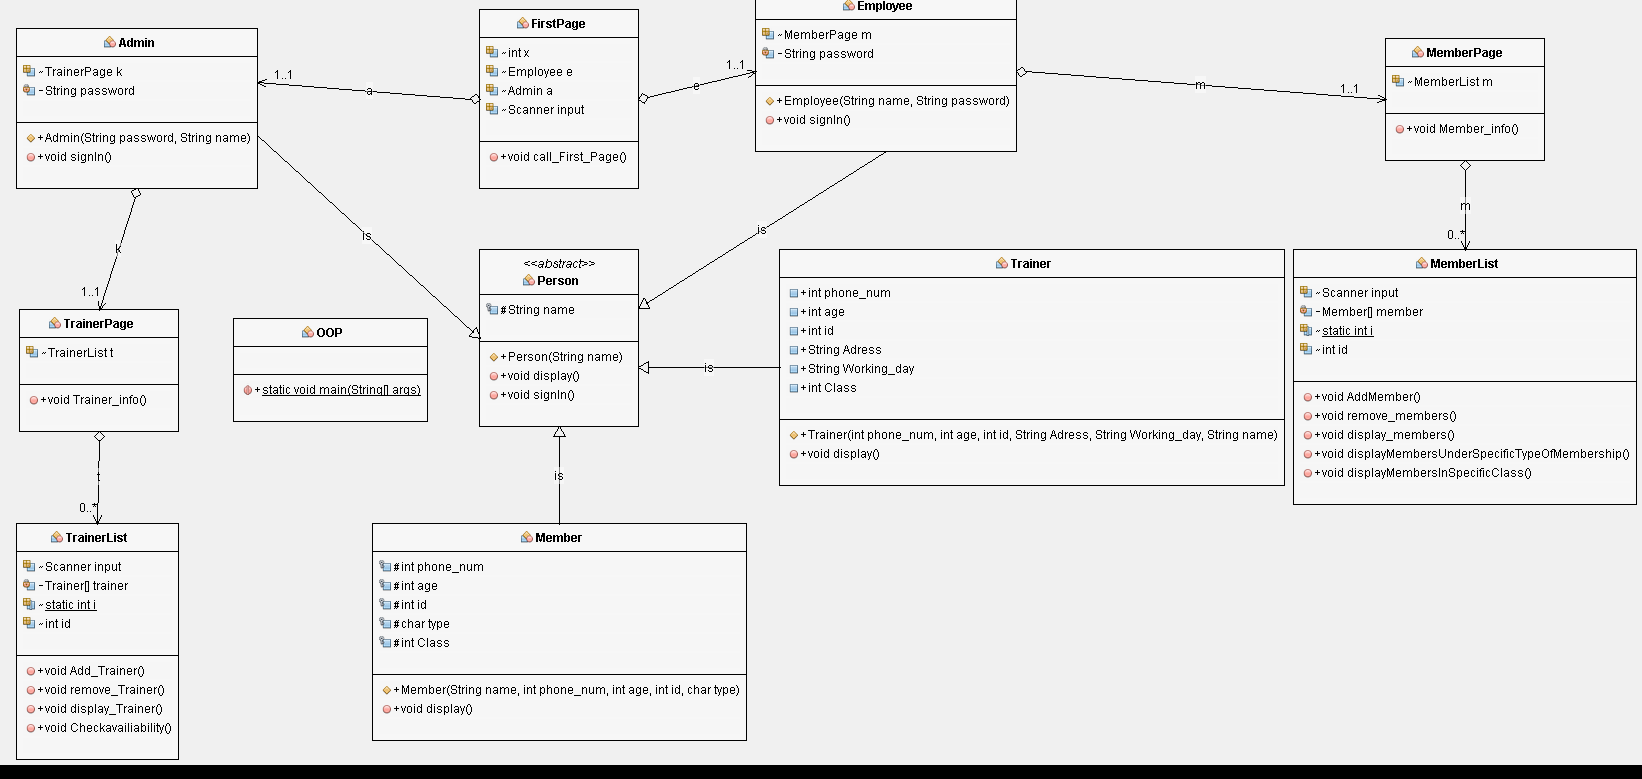 Admin
~TrainerPage k
-String password
+Admin(String password, String name)
+void signIn()
FirstPage
~int x
~Employee e
~Admin a
~Scanner input
+void call_First_Page()
Employee
~MemberPage m
-String password
+Employee(String name, String password)
+void signIn()
MemberPage
~MemberList m
+void Member_info()
1..1
a
e
1..1
m
1..1
k
1..1
is
is
m
0..*
TrainerPage
~TrainerList t
+void Trainer_info()
OOP
+static void main(String[] args)
<<abstract>>
Person
#String name
+Person(String name)
+void display()
+void signIn()
is
Trainer
+int phone_num
+int age
+int id
+String Adress
+String Working_day
+int Class
+Trainer(int phone_num, int age, int id, String Adress, String Working_day, String name)
+void display()
MemberList
~Scanner input
-Member[] member
~static int i
~int id
+void AddMember()
+void remove_members()
+void display_members()
+void displayMembersUnderSpecificTypeOfMembership()
+void displayMembersInSpecificClass()
t
0..*
is
TrainerList
~Scanner input
-Trainer[] trainer
~static int i
~int id
+void Add_Trainer()
+void remove_Trainer()
+void display_Trainer()
+void Checkavailiability()
Member
#int phone_num
#int age
#int id
#char type
#int Class
+Member(String name, int phone_num, int age, int id, char type)
+void display()